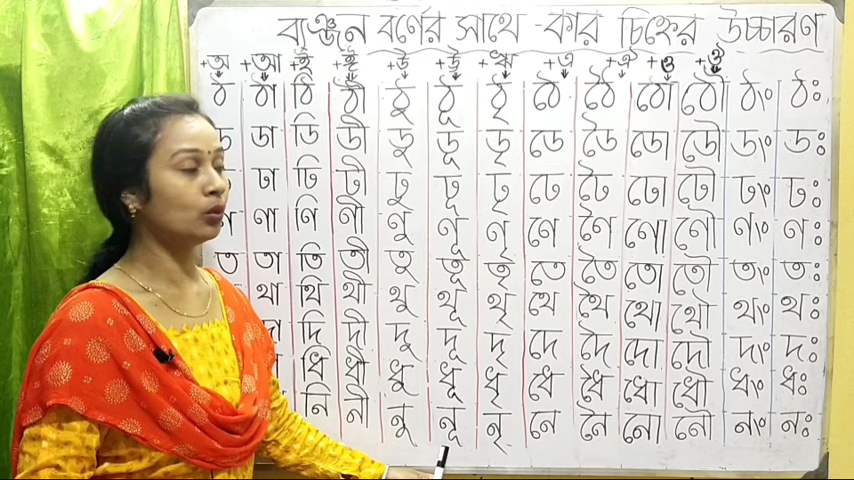 ব্যঞ্জন বর্ণের সাথে -কার চিহ্নের উচ্চারণ
+অ +আ +ই +ঈ +উ +ঊ +ঋ +এ +ঐ +ও +ঔ
ঠ ঠা ঠি ঠী ঠু ঠূ ঠৃ ঠে ঠৈ ঠো ঠৌ ঠাং ঠঃ
ড ডা ডি ডী ডু ডূ ডৃ ডে ডৈ ডো ডৌ ডাং ডঃ
ঢা ঢি ঢী ঢু ঢূ ঢৃ ঢে ঢৈ ঢো ঢৌ ঢাং ঢঃ
ণ ণা ণি ণী ণু ণূ ণৃ ণে ণৈ ণো ণৌ ণাং ণঃ
ত তা তি তী তু তূ তৃ তে তৈ তো তৌ তাং তঃ
থা থি থী থু থূ থৃ থে থৈ থো থৌ থাং থঃ
দি দী দু দূ দৃ দে দৈ দো দৌ দাং দঃ
ধি ধী ধু ধূ ধৃ ধে ধৈ ধো ধৌ ধাং ধঃ
নি নী নু নূ নৃ নে নৈ নো নৌ নাং নঃ